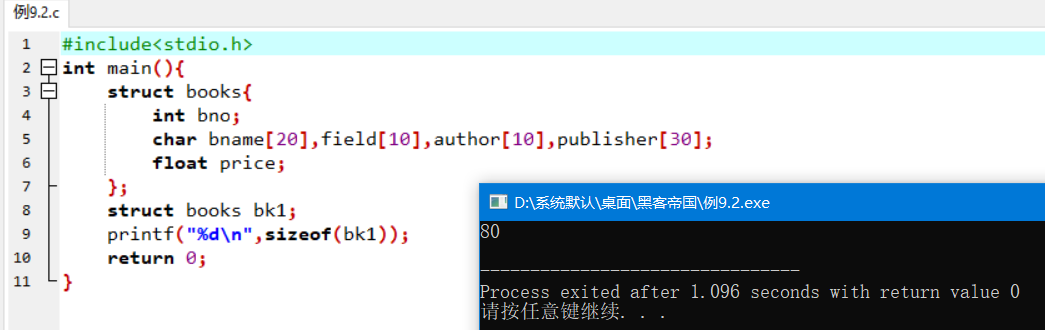 例9.2.c
1 #include<stdio.h>
2 int main(){
3 struct books{
4 int bno;
5 char bname[20],field[10],author[10],publisher[30];
6 float price;
7 };
8 struct books bk1;
9 printf("%d\n",sizeof(bk1));
10 return 0;
11 }
D:\系统默认\桌面\黑客帝国\例9.2.exe
80
--------------------------------
Process exited after 1.096 seconds with return value 0
请按任意键继续. . .